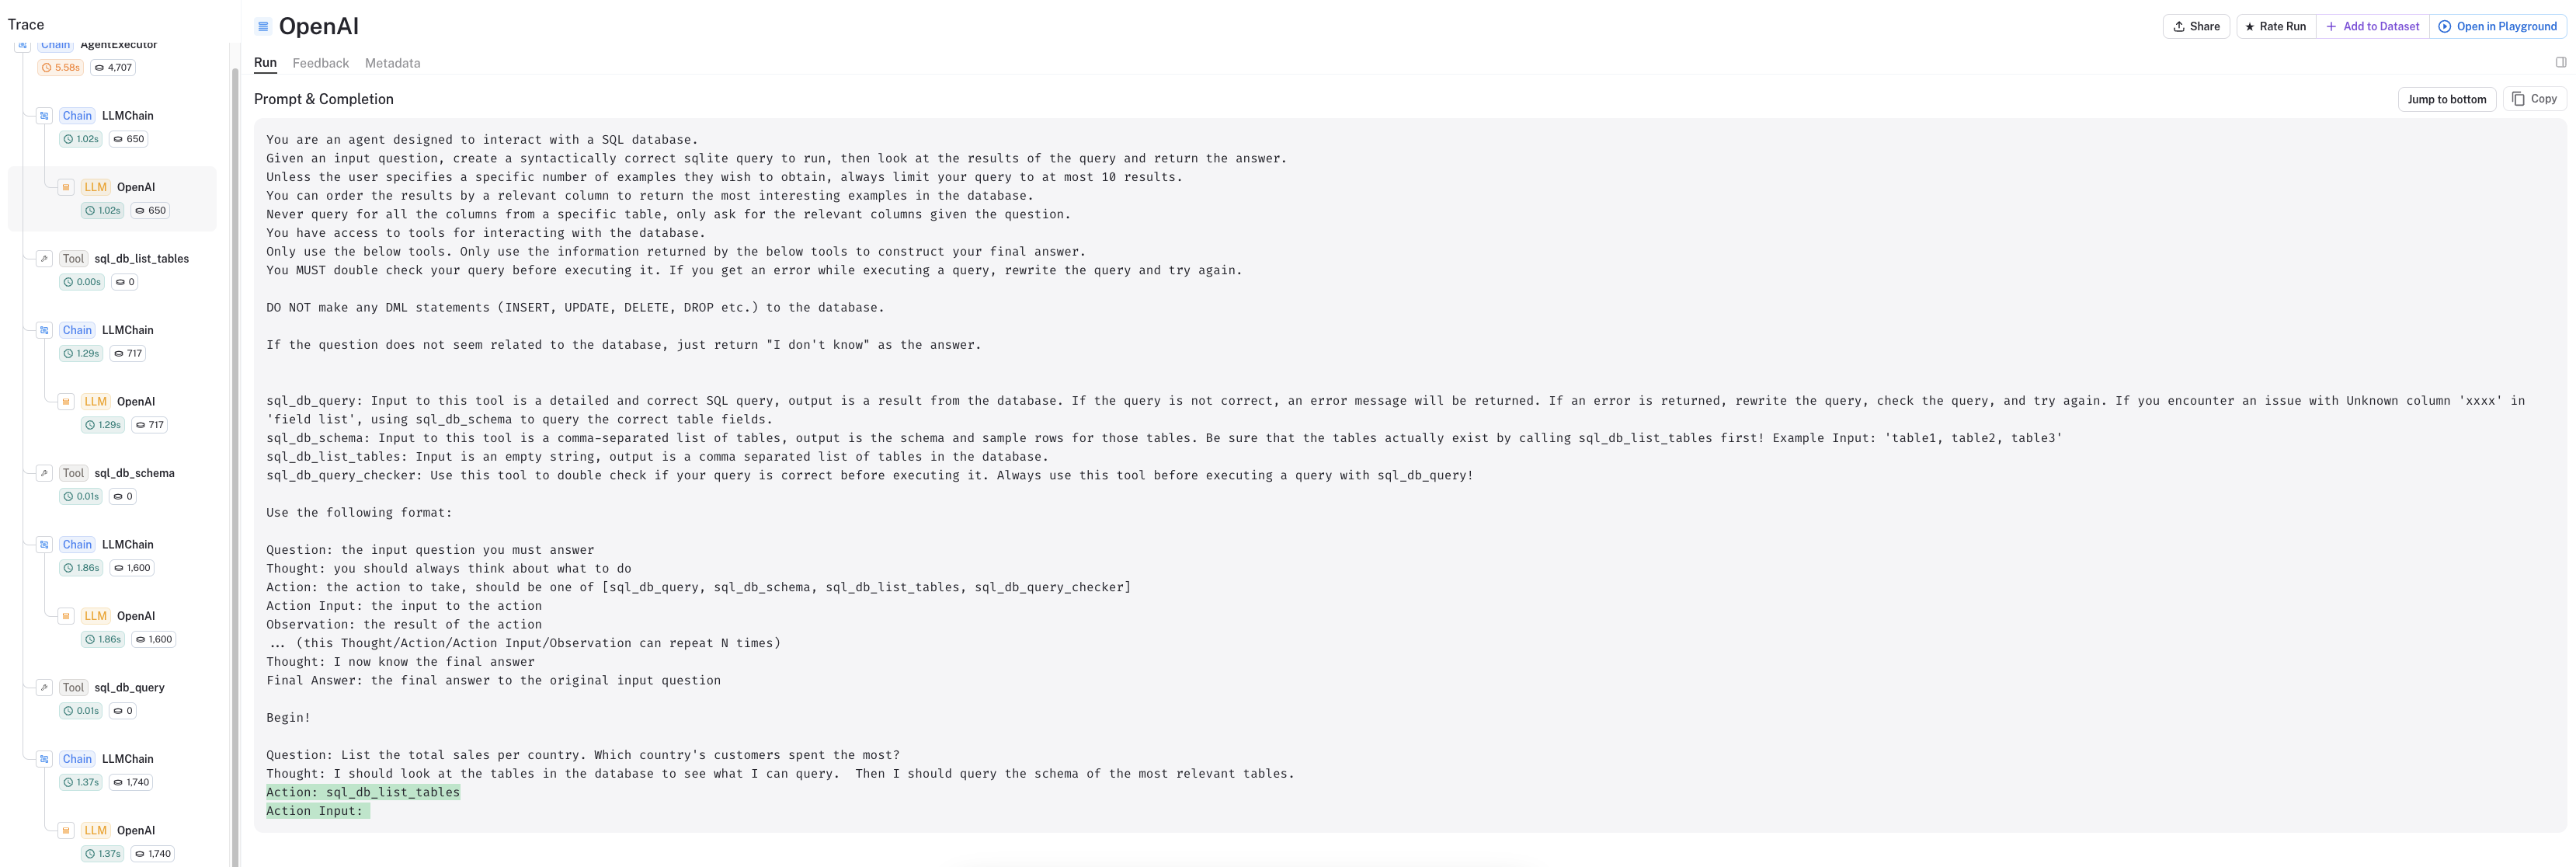 Trace
Chain AgentExecutor
5.58s 4,707
Chain LLMChain
1.02s 650
LLM OpenAI
1.02s 650
Tool sql_db_list_tables
0.00s 0
Chain LLMChain
1.29s 717
LLM OpenAI
1.29s 717
Tool sql_db_schema
0.01s 0
Chain LLMChain
1.86s 1,600
LLM OpenAI
1.86s 1,600
Tool sql_db_query
0.01s 0
Chain LLMChain
1.37s 1,740
LLM OpenAI
1.37s 1,740
OpenAI
Share Rate Run Add to Dataset Open in Playground
Run Feedback Metadata
Prompt & Completion
Jump to bottom Copy
You are an agent designed to interact with a SQL database.
Given an input question, create a syntactically correct sqlite query to run, then look at the results of the query and return the answer.
Unless the user specifies a specific number of examples they wish to obtain, always limit your query to at most 10 results.
You can order the results by a relevant column to return the most interesting examples in the database.
Never query for all the columns from a specific table, only ask for the relevant columns given the question.
You have access to tools for interacting with the database.
Only use the below tools. Only use the information returned by the below tools to construct your final answer.
You MUST double check your query before executing it. If you get an error while executing a query, rewrite the query and try again.
DO NOT make any DML statements (INSERT, UPDATE, DELETE, DROP etc.) to the database.
If the question does not seem related to the database, just return "I don't know" as the answer.
sql_db_query: Input to this tool is a detailed and correct SQL query, output is a result from the database. If the query is not correct, an error message will be returned. If an error is returned, rewrite the query, check the query, and try again. If you encounter an issue with Unknown column 'xxxx' in
'field list', using sql_db_schema to query the correct table fields.
sql_db_schema: Input to this tool is a comma-separated list of tables, output is the schema and sample rows for those tables. Be sure that the tables actually exist by calling sql_db_list_tables first! Example Input: 'table1, table2, table3'
sql_db_list_tables: Input is an empty string, output is a comma separated list of tables in the database.
sql_db_query_checker: Use this tool to double check if your query is correct before executing it. Always use this tool before executing a query with sql_db_query!
Use the following format:
Question: the input question you must answer
Thought: you should always think about what to do
Action: the action to take, should be one of [sql_db_query, sql_db_schema, sql_db_list_tables, sql_db_query_checker]
Action Input: the input to the action
Observation: the result of the action
... (this Thought/Action/Action Input/Observation can repeat N times)
Thought: I now know the final answer
Final Answer: the final answer to the original input question
Begin!
Question: List the total sales per country. Which country's customers spent the most?
Thought: I should look at the tables in the database to see what I can query.  Then I should query the schema of the most relevant tables.
Action: sql_db_list_tables
Action Input: